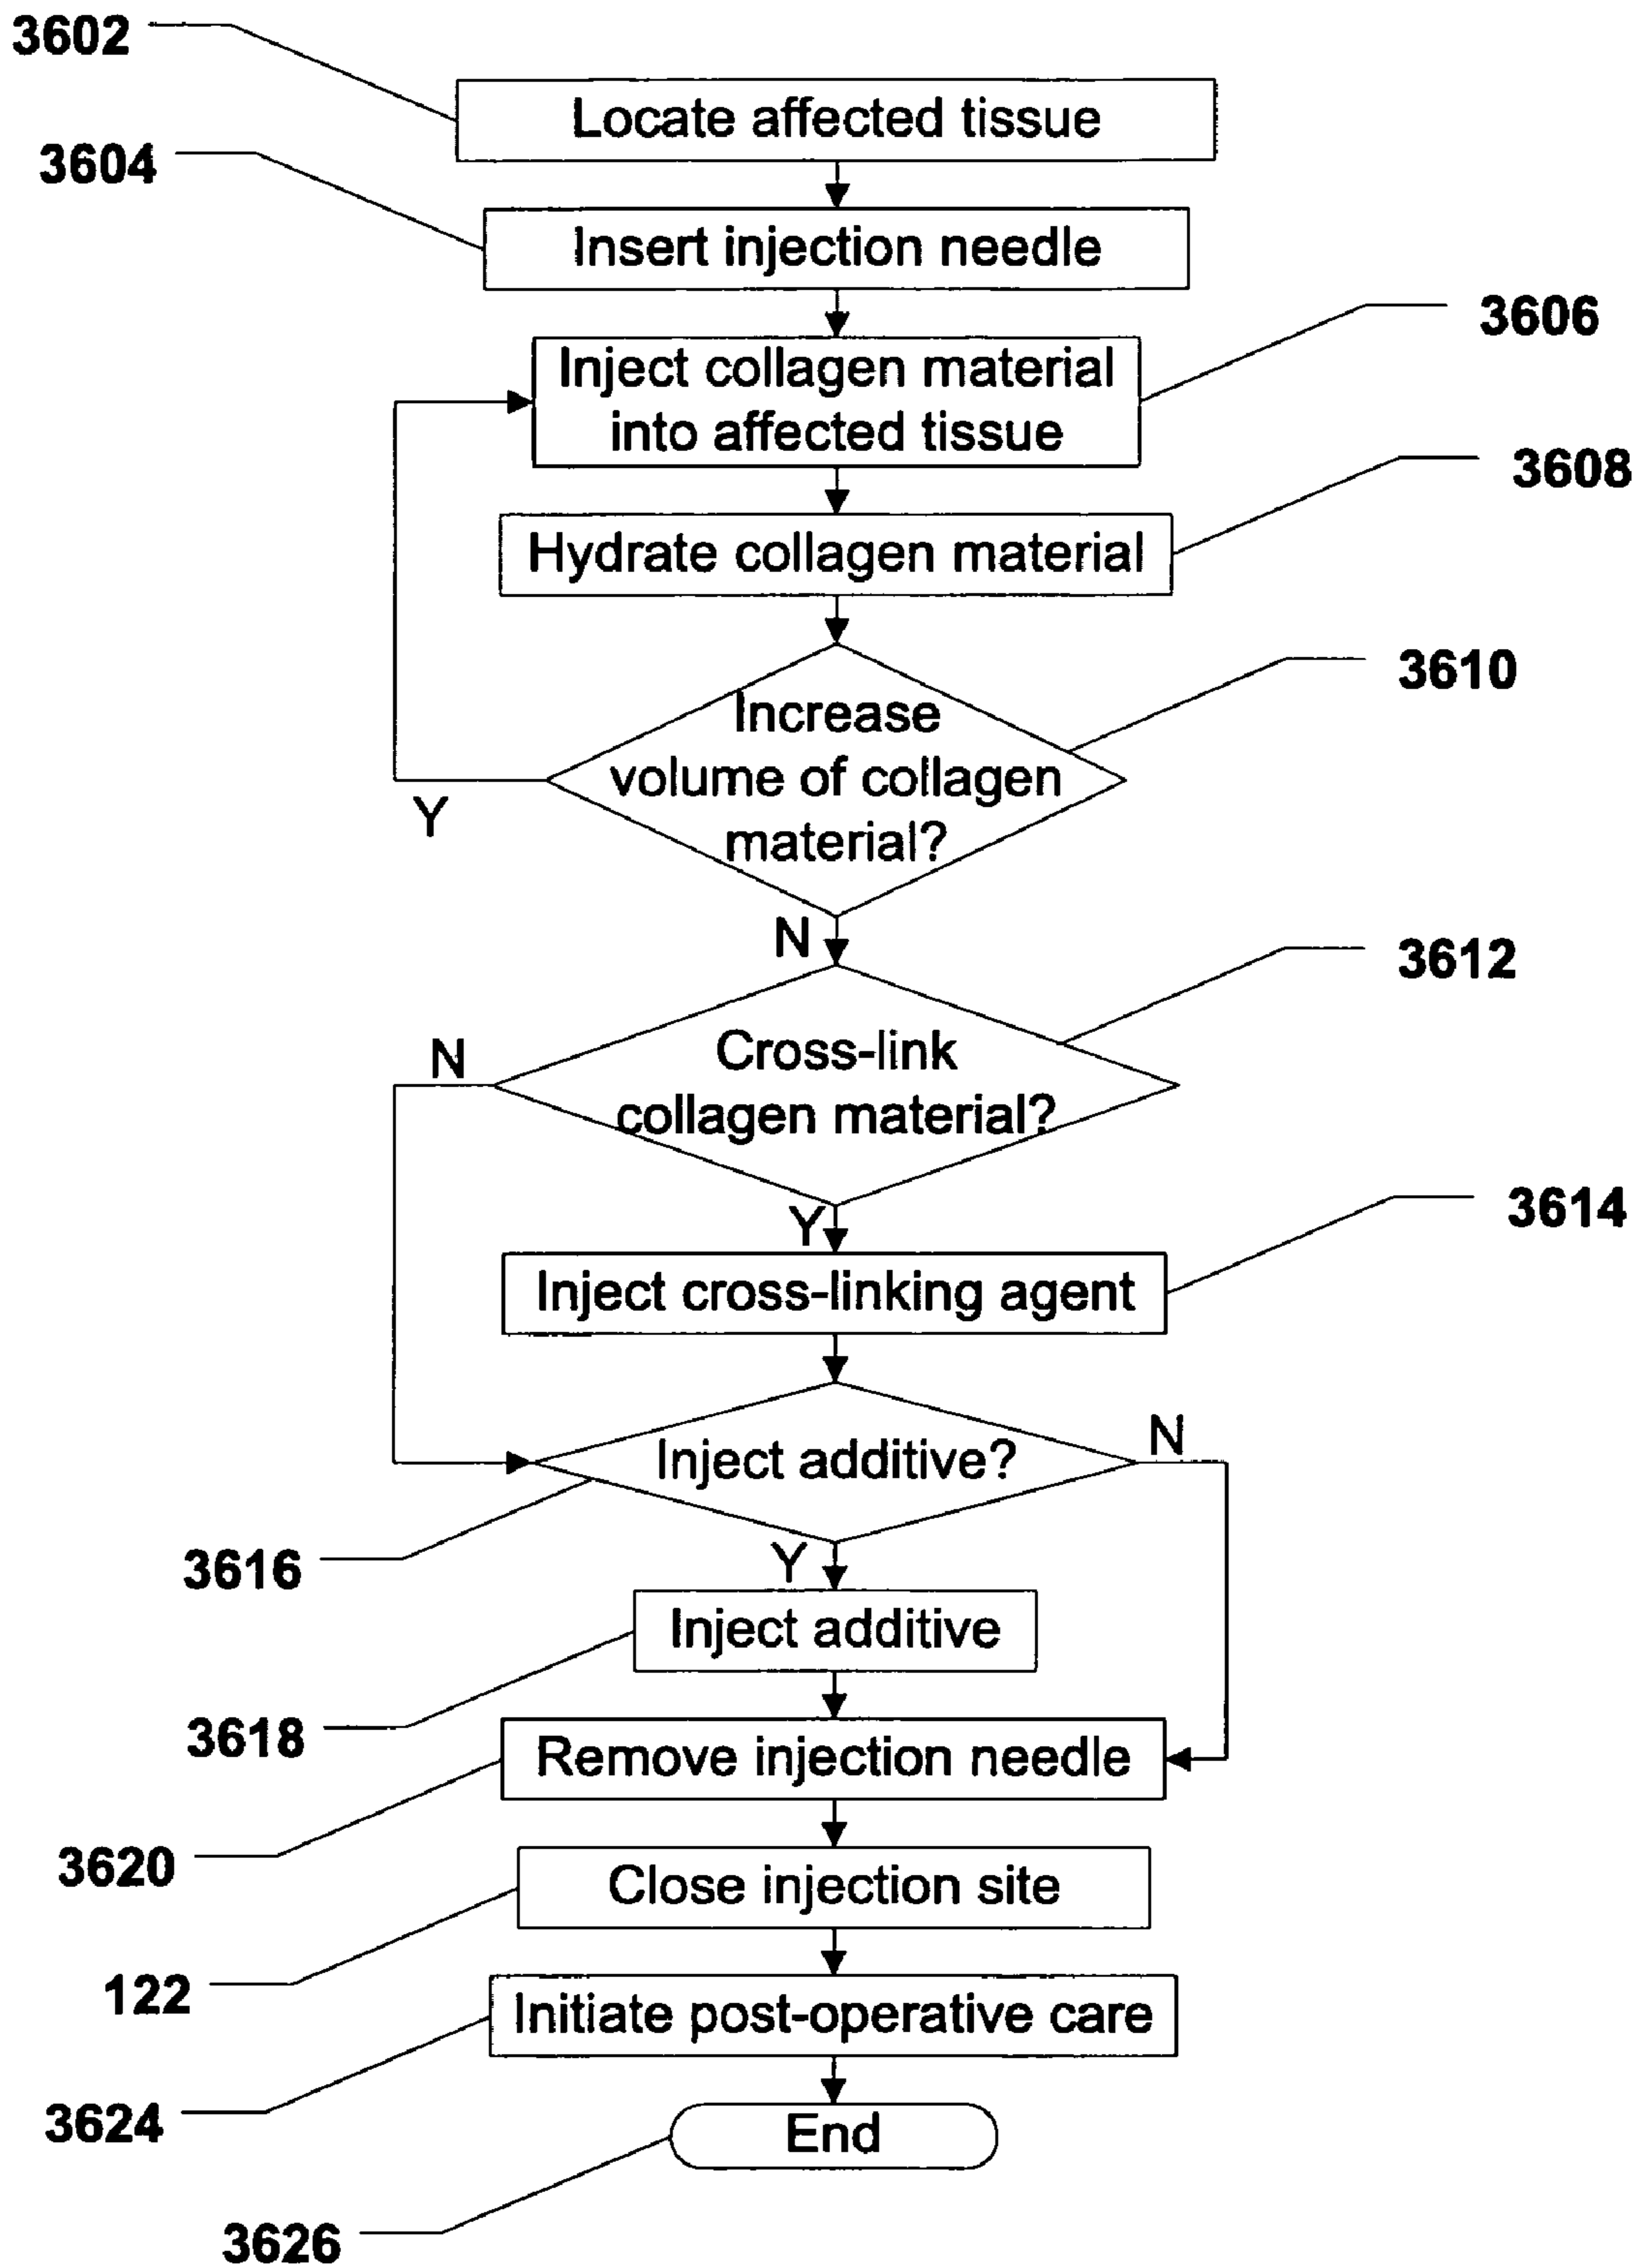 3602
Locate affected tissue
3604
Insert injection needle
3606
Inject collagen material
into affected tissue
3608
Hydrate collagen material
3610
Increase
volume of collagen
material?
Y
N
3612
Cross-link
collagen material?
N
Y
3614
Inject cross-linking agent
N
Inject additive?
3616
Y
Inject additive
3618
Remove injection needle
3620
Close injection site
122
Initiate post-operative care
3624
End
3626